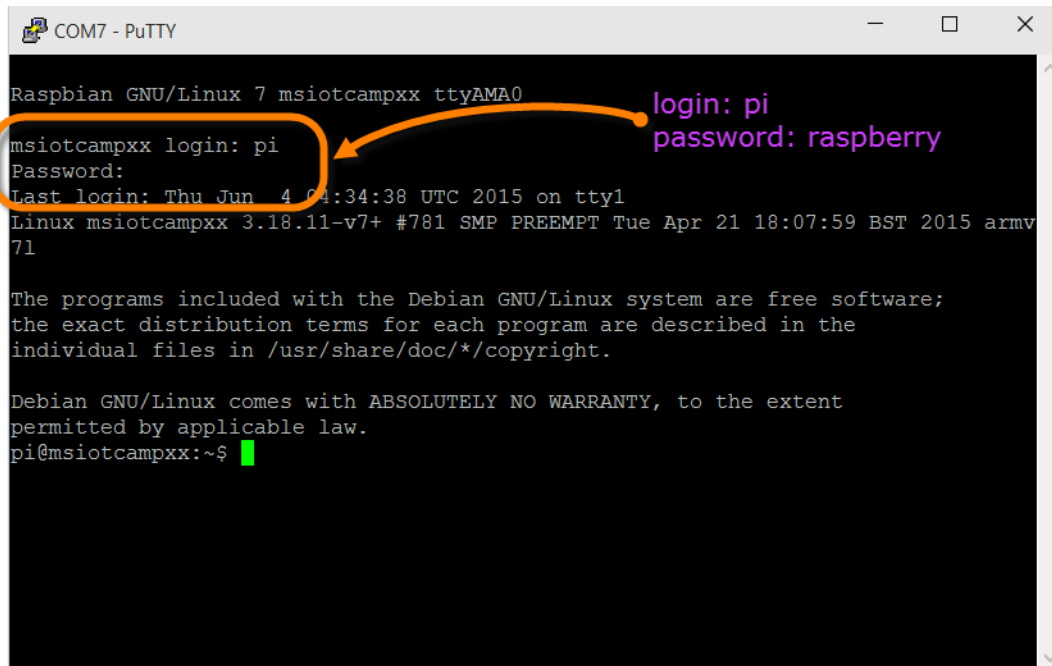 COM7 - PuTTY
Raspbian GNU/Linux 7 msiotcampxx ttyAMA0
login: pi
password: raspberry
msiotcampxx login: pi
Password:
Last login: Thu Jun  4 04:34:38 UTC 2015 on tty1
Linux msiotcampxx 3.18.11-v7+ #781 SMP PREEMPT Tue Apr 21 18:07:59 BST 2015 armv
7l
The programs included with the Debian GNU/Linux system are free software;
the exact distribution terms for each program are described in the
individual files in /usr/share/doc/*/copyright.
Debian GNU/Linux comes with ABSOLUTELY NO WARRANTY, to the extent
permitted by applicable law.
pi@msiotcampxx:~$